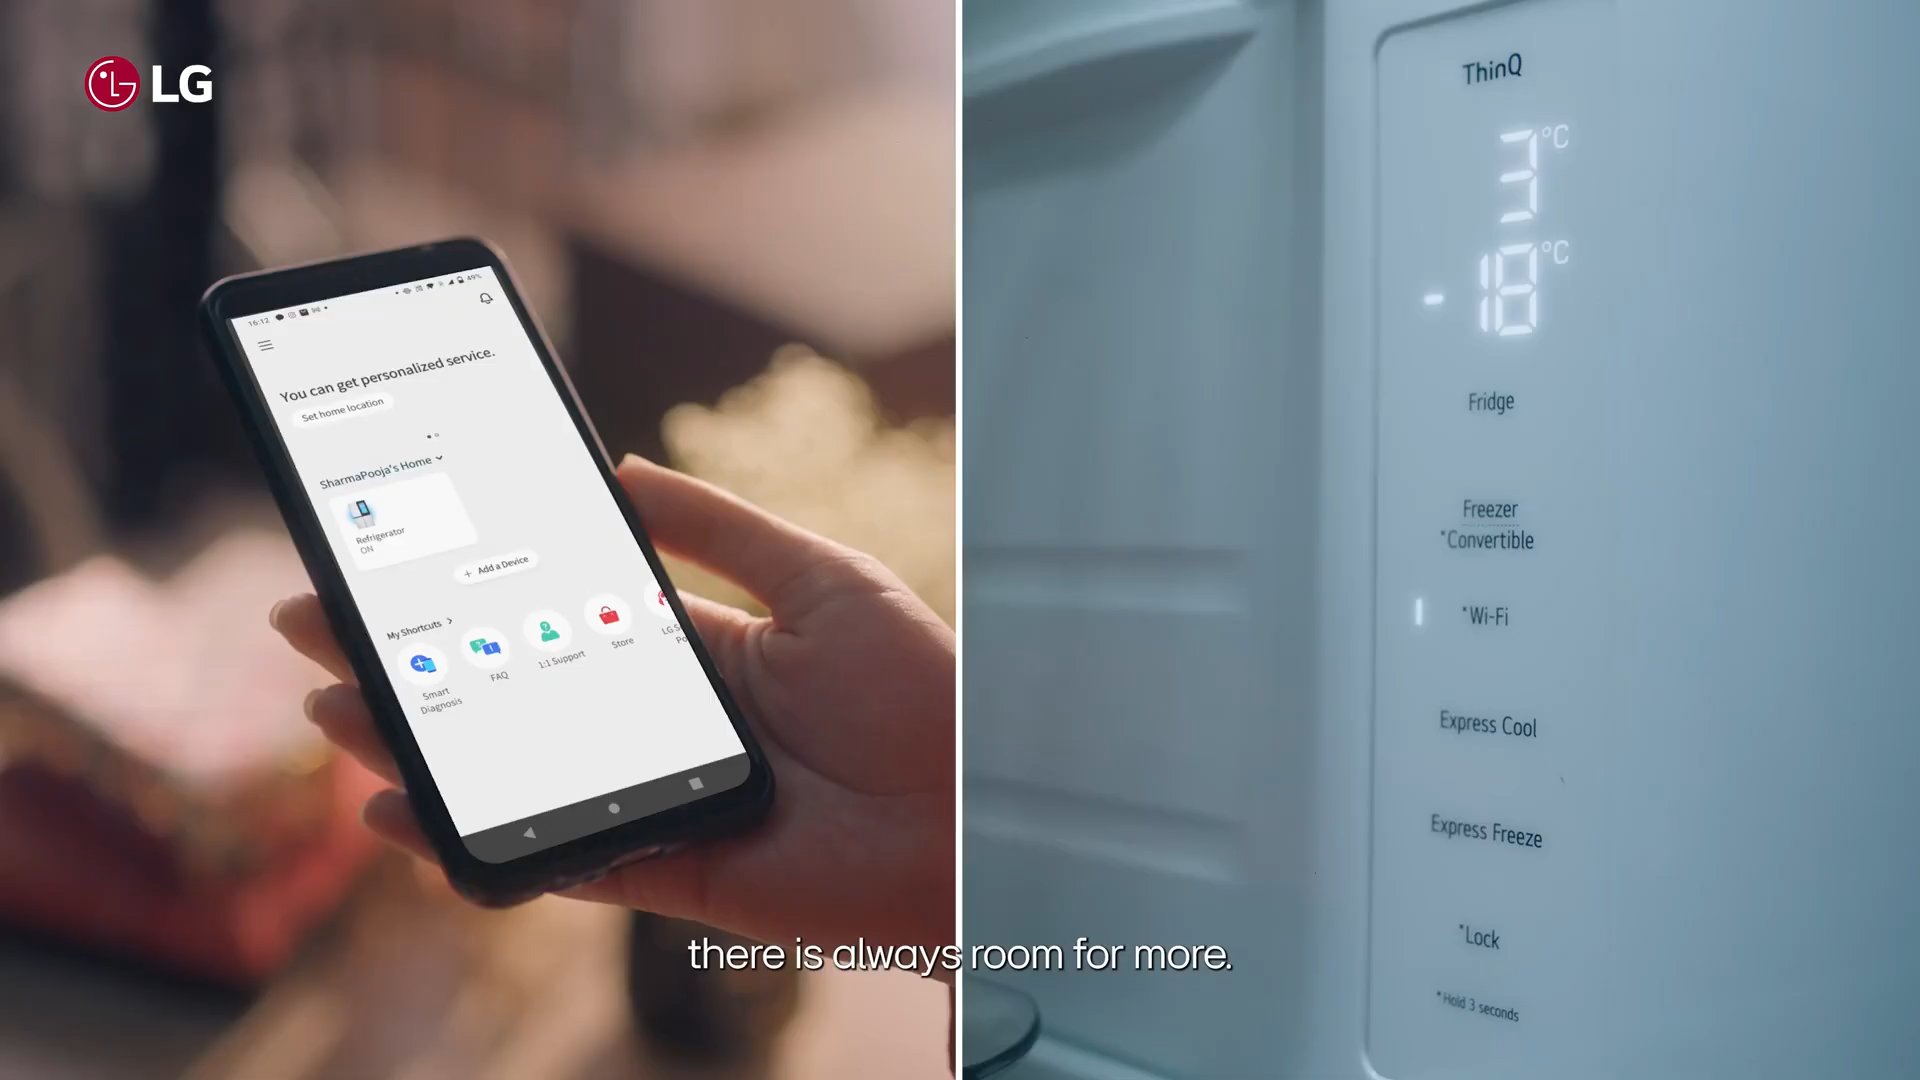 LG
16:12
49%
You can get personalized service.
Set home location
SharmaPooja's Home
Refrigerator
ON
+ Add a Device
My Shortcuts >
Smart Diagnosis
FAQ
1:1 Support
Store
ThinQ
3 °C
-18 °C
Fridge
Freezer
*Convertible
*Wi-Fi
Express Cool
Express Freeze
*Lock
*Hold 3 seconds
there is always room for more.